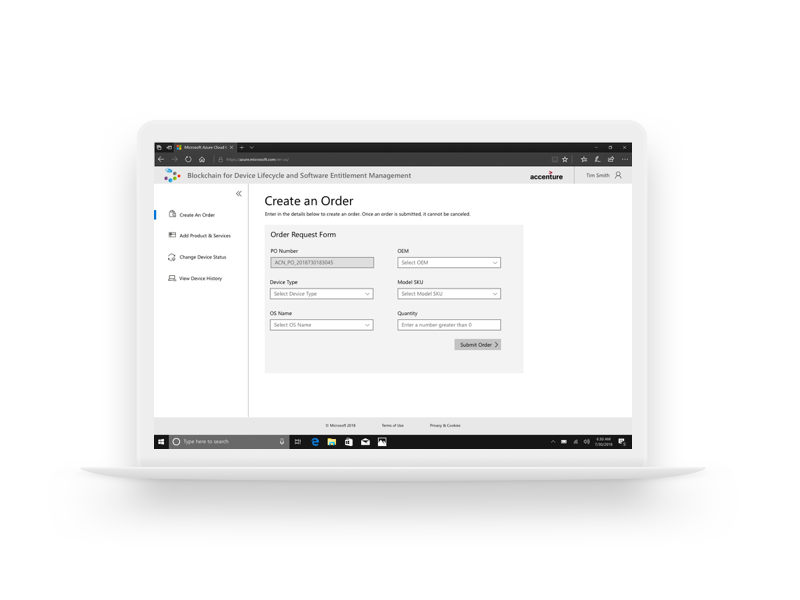 Microsoft Azure Cloud
https://azure.microsoft.com/en-us/
Blockchain for Device Lifecycle and Software Entitlement Management
accenture
Tim Smith
Create An Order
Add Product & Services
Change Device Status
View Device History
Create an Order
Enter in the details below to create an order. Once an order is submitted, it cannot be canceled.
Order Request Form
PO Number
OEM
ACN_PO_2018730183045
Select OEM
Device Type
Model SKU
Select Device Type
Select Model SKU
OS Name
Quantity
Select OS Name
Enter a number greater than 0
Submit Order
© Microsoft 2018
Terms of Use
Privacy & Cookies
Type here to search
6:30 AM
7/30/2018